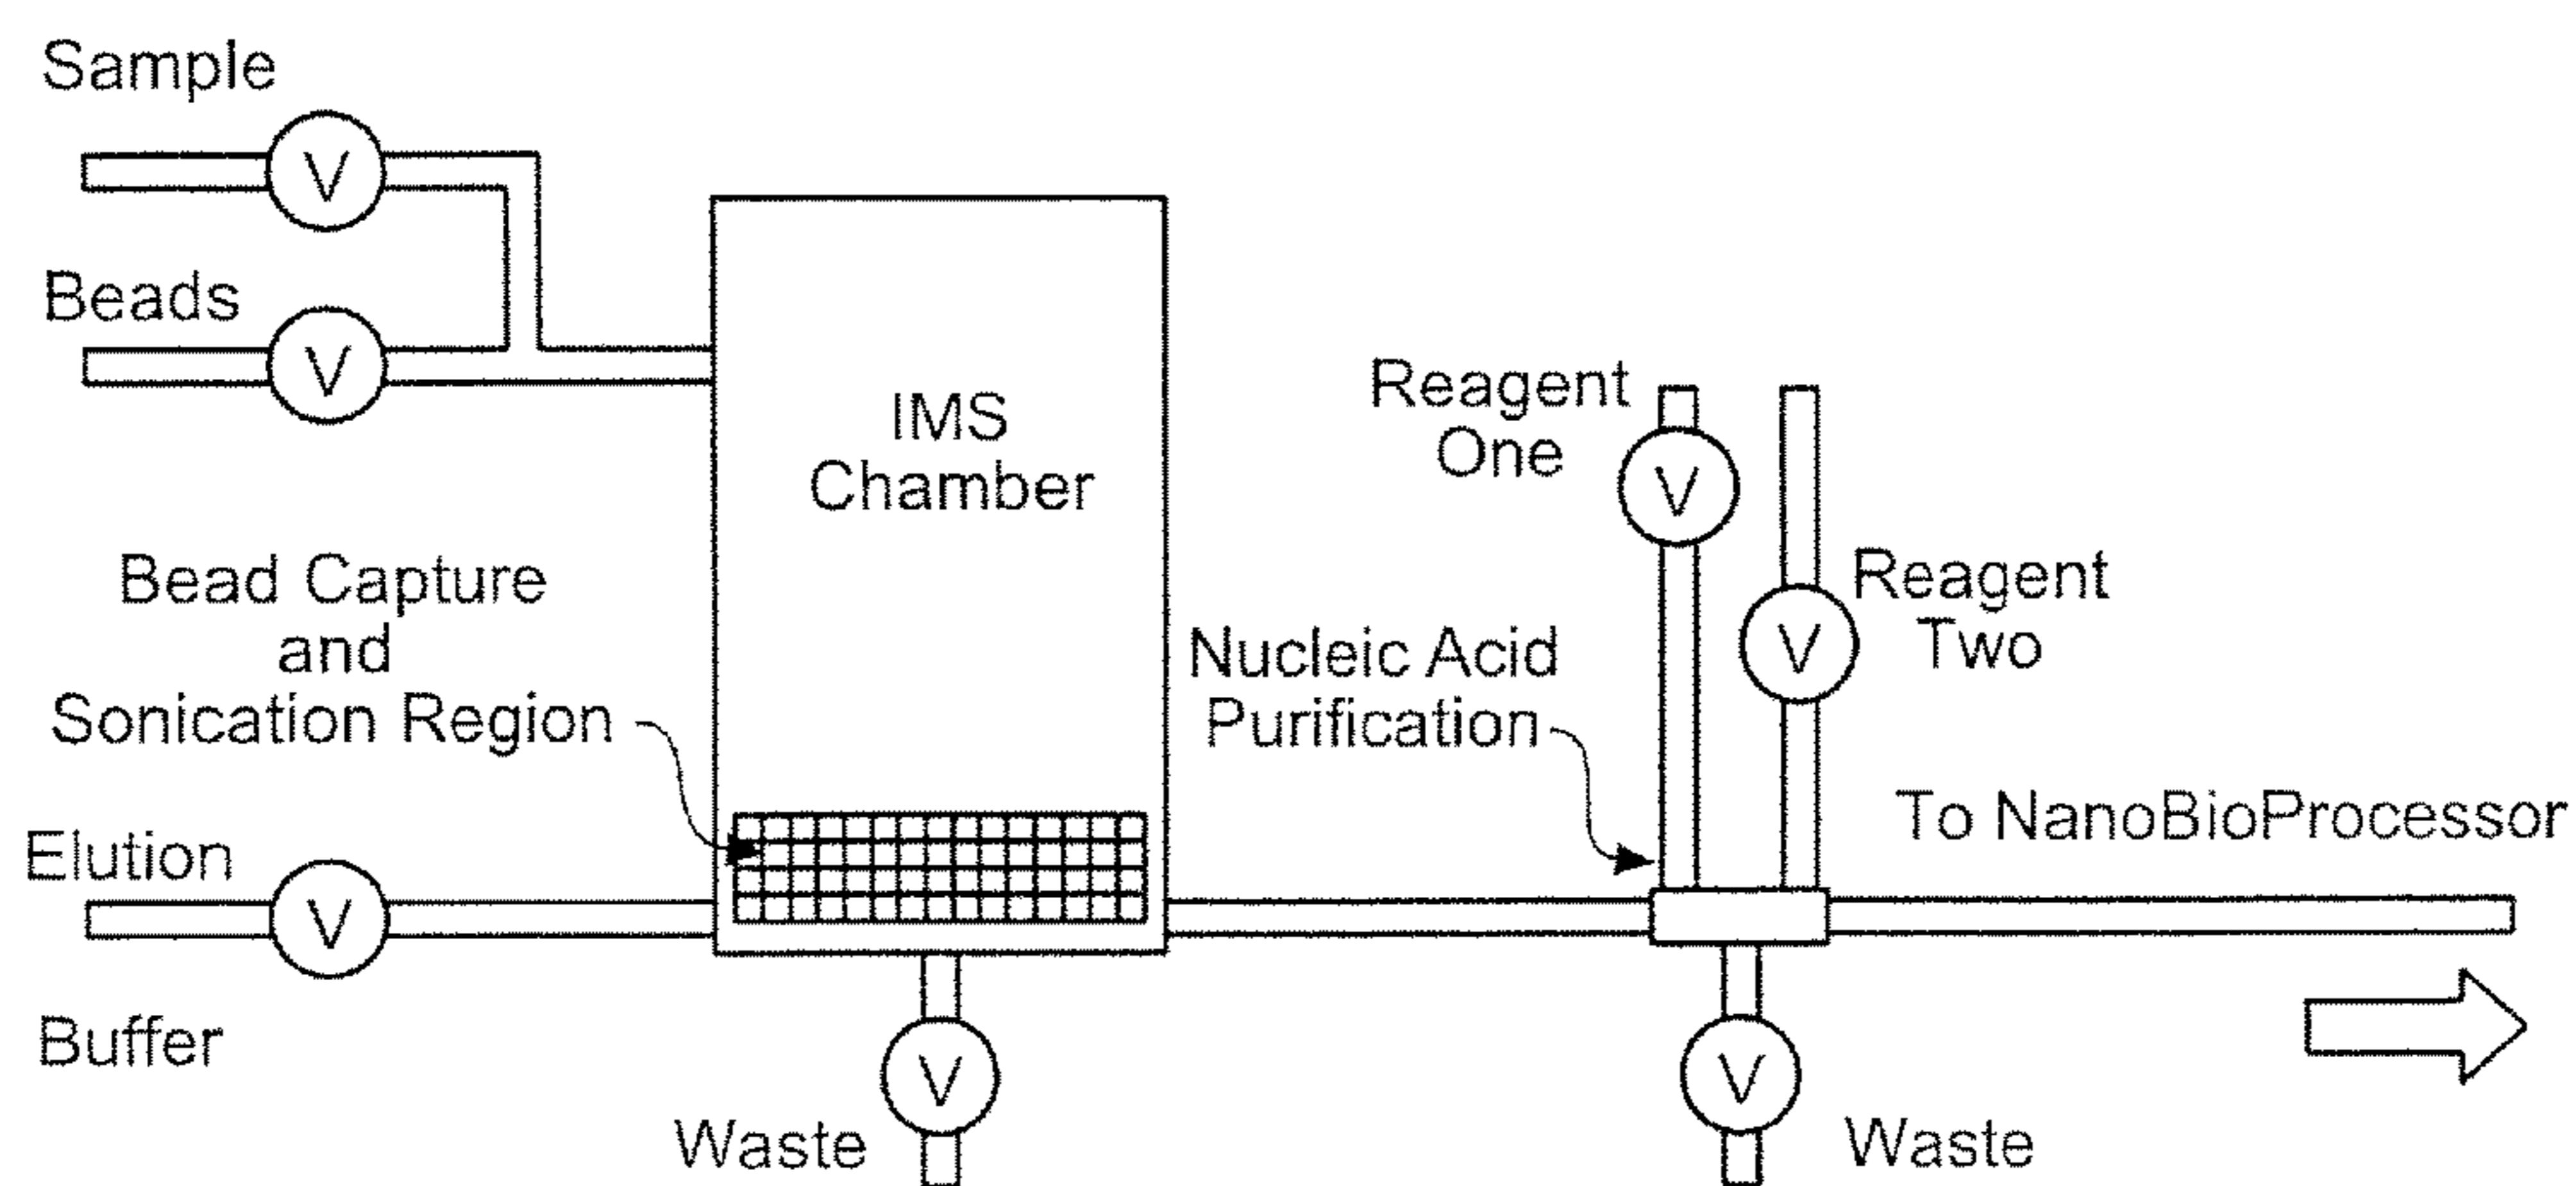 Sample
V
Beads
V
IMS
Chamber
Bead Capture
and
Sonication Region
Elution
V
Buffer
V
Waste
Reagent
One
V
Reagent
Two
V
Nucleic Acid
Purification
To NanoBioProcessor
V
Waste